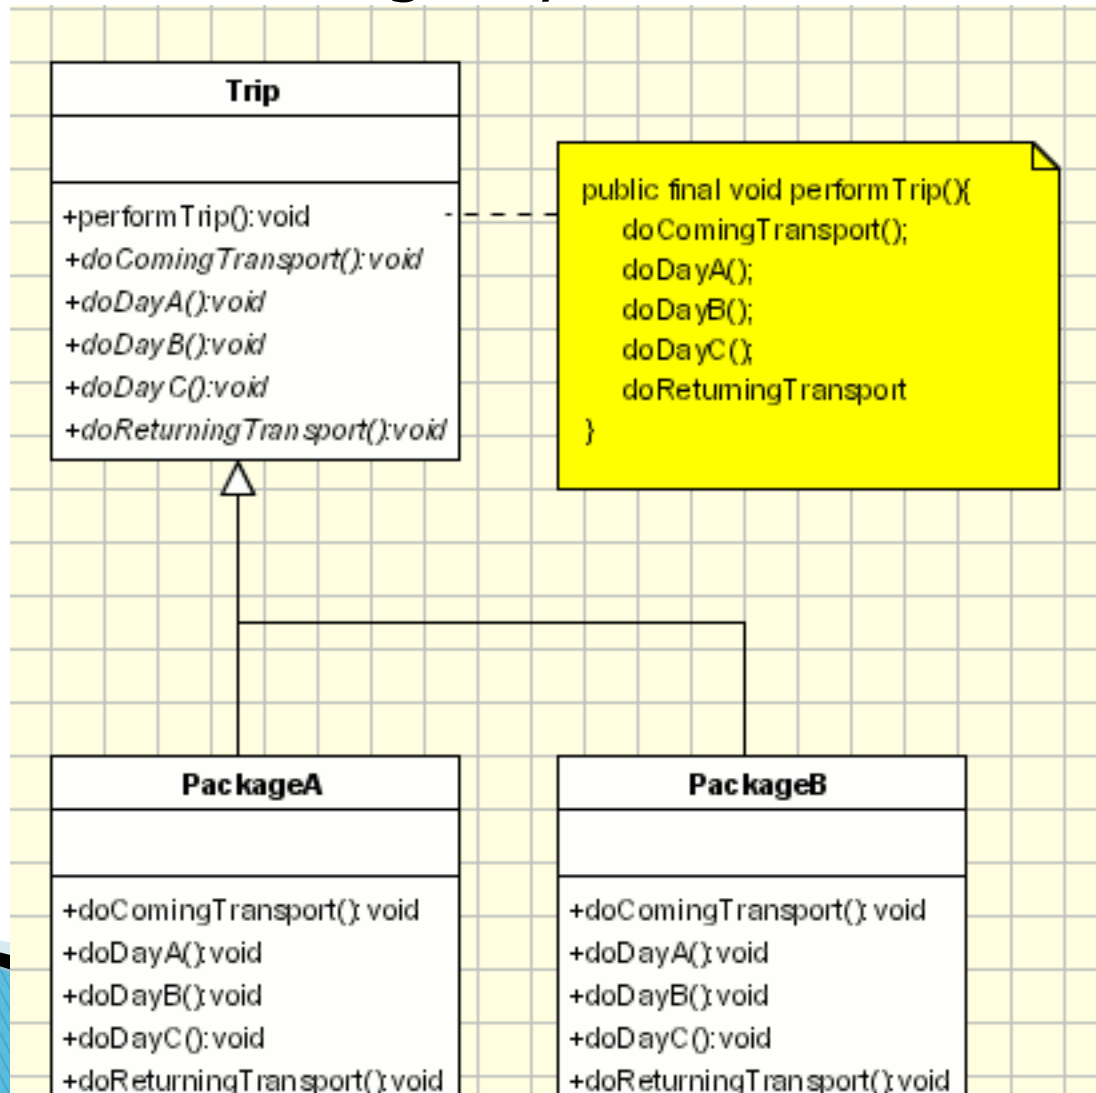 Trip
+performTrip():void
+doComingTransport():void
+doDayA():void
+doDayB():void
+doDayC():void
+doReturningTransport():void
public final void performTrip(){
doComingTransport();
doDayA();
doDayB();
doDayC();
doReturningTransport
}
PackageA
+doComingTransport():void
+doDayA():void
+doDayB():void
+doDayC():void
+doReturningTransport():void
PackageB
+doComingTransport():void
+doDayA():void
+doDayB():void
+doDayC():void
+doReturningTransport():void